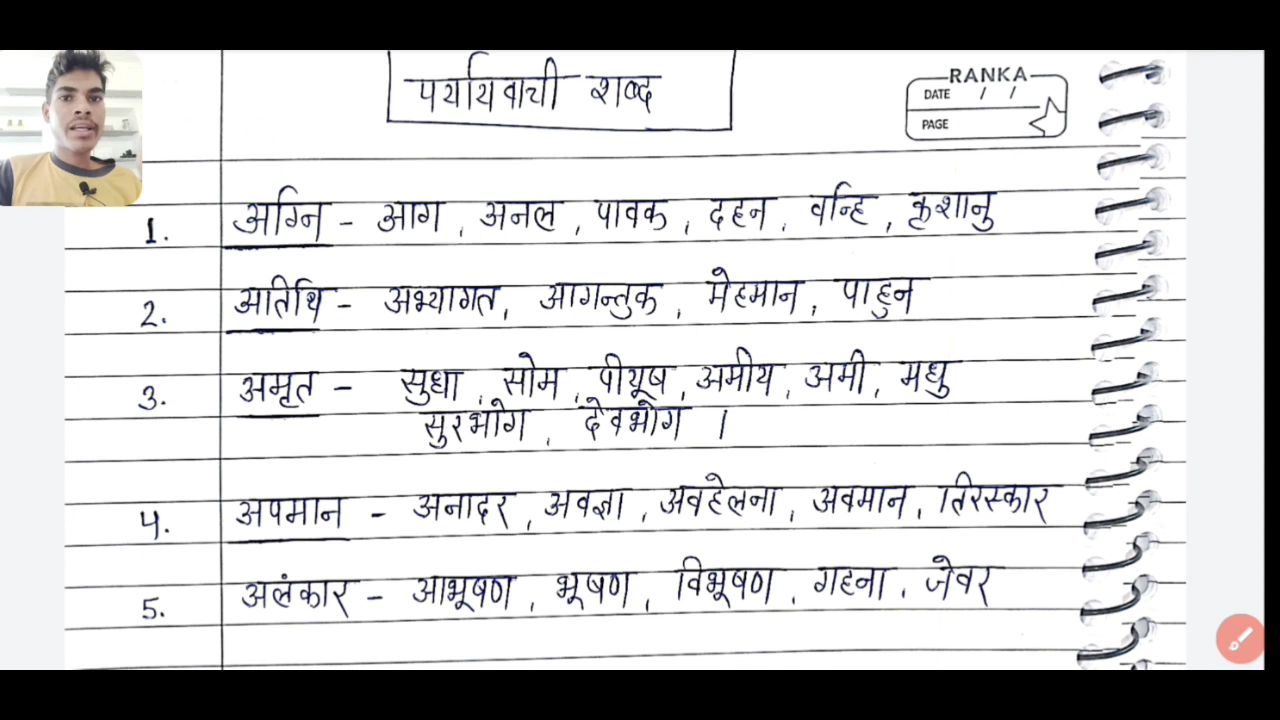 पर्यायवाची शब्द
RANKA
DATE / /
PAGE
1. अग्नि - आग, अनल, पावक, दहन, वन्हि, कृशानु
2. अतिथि - अभ्यागत, आगन्तुक, मेहमान, पाहुन
3. अमृत - सुधा, सोम, पीयूष, अमीय, अमी, मधु
सुरभोग, देवभोग ।
4. अपमान - अनादर, अवज्ञा, अवहेलना, अवमान, तिरस्कार
5. अलंकार - आभूषण, भूषण, विभूषण, गहना, जेवर